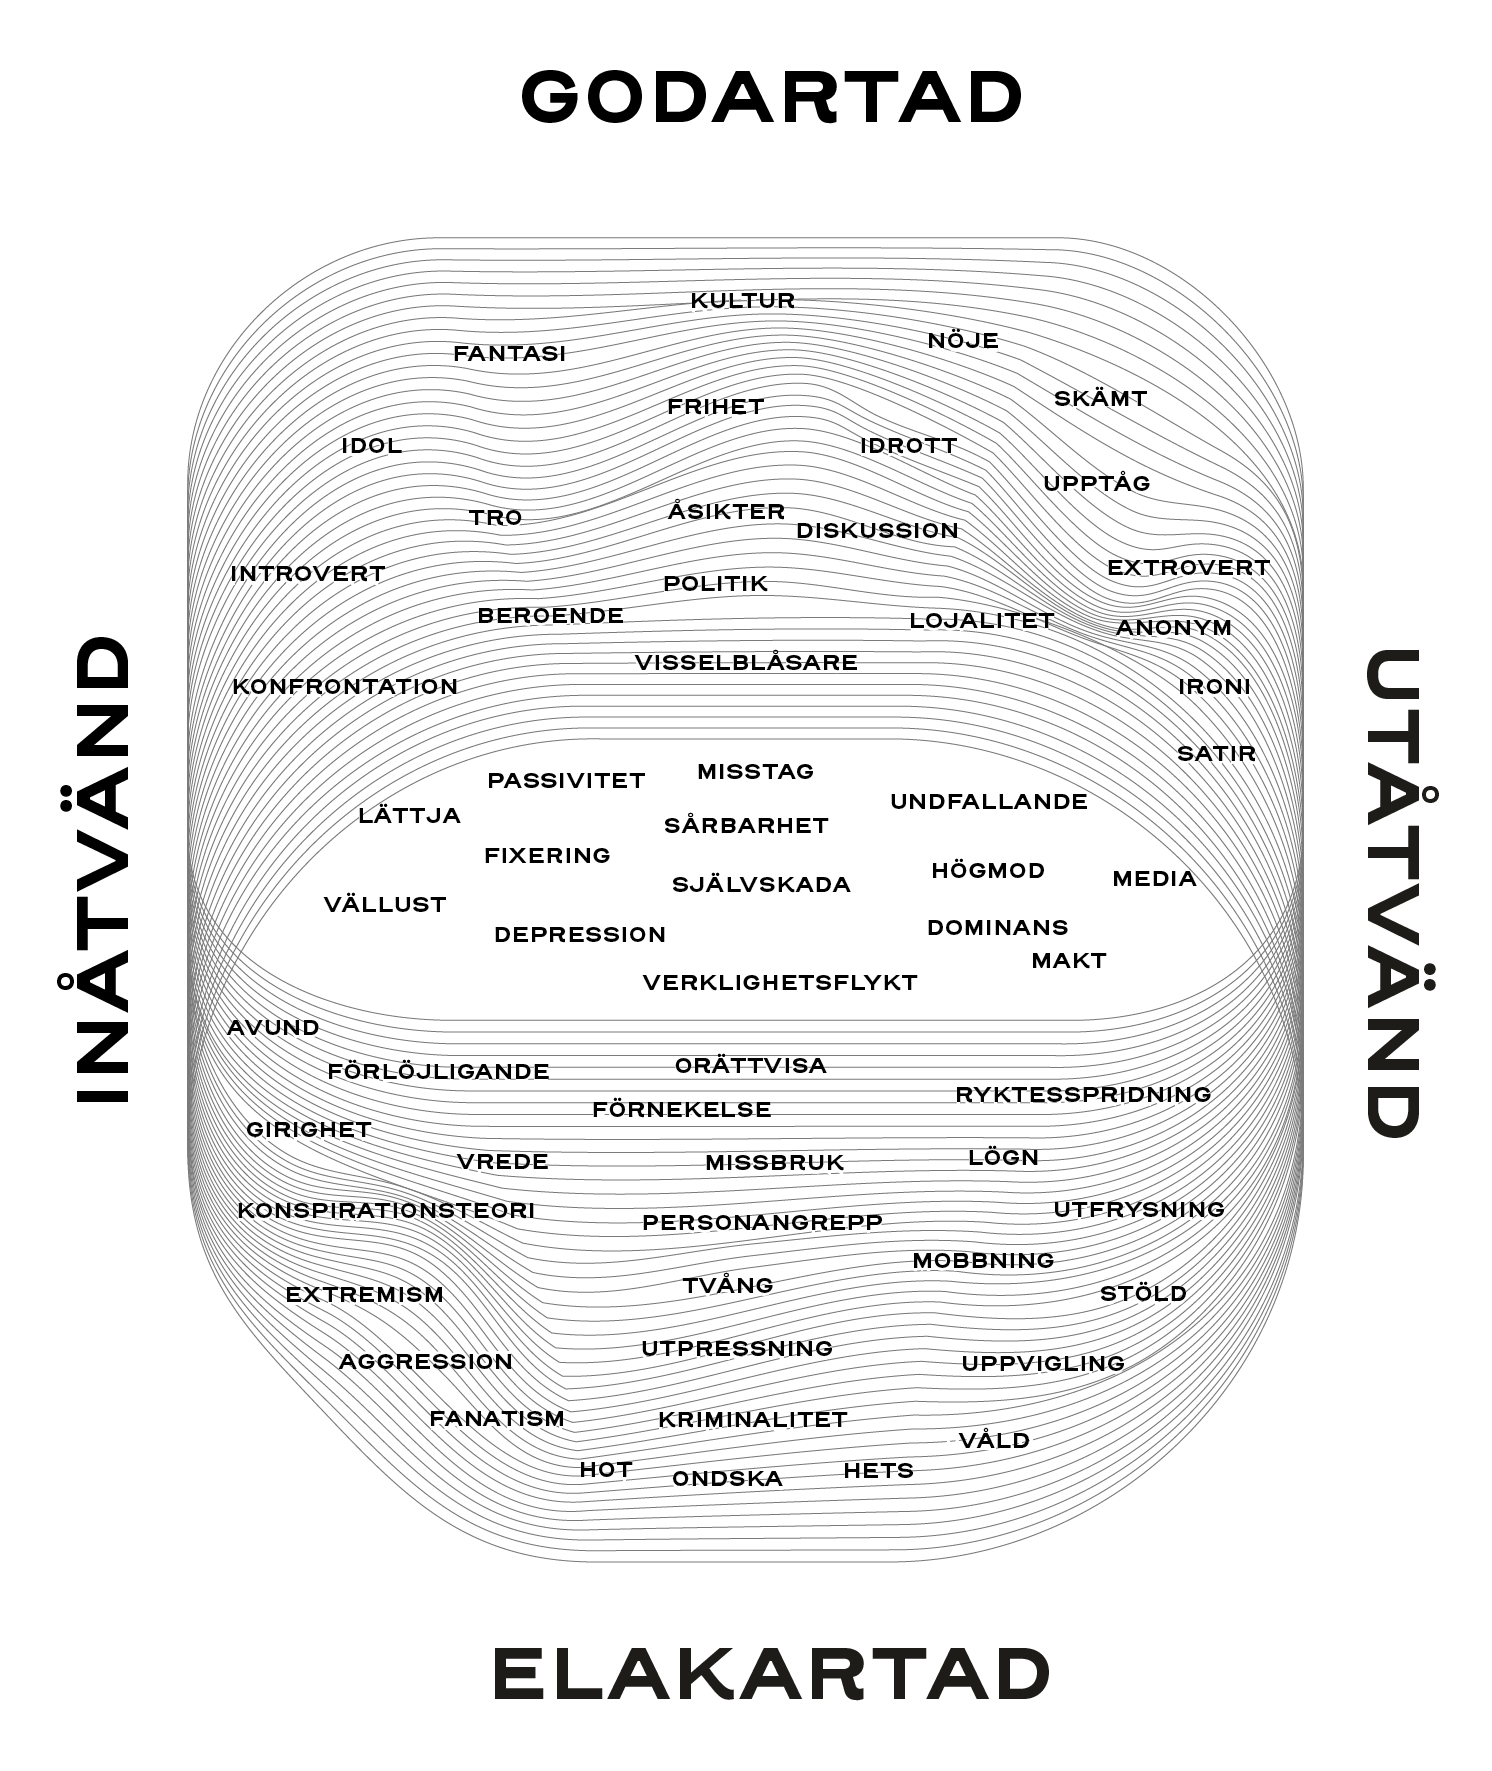 GODARTAD
KULTUR
NÖJE
FANTASI
SKÄMT
FRIHET
IDOL
IDROTT
UPPTÅG
TRO
ÅSIKTER
DISKUSSION
INTROVERT
EXTROVERT
POLITIK
BEROENDE
LOJALITET
ANONYM
VISSELBLÅSARE
KONFRONTATION
IRONI
SATIR
INÅTVÄND
UTÅTVÄND
MISSTAG
PASSIVITET
UNDFALLANDE
LÄTTJA
SÅRBARHET
FIXERING
HÖGMOD
MEDIA
SJÄLVSKADA
VÄLLUST
DOMINANS
DEPRESSION
MAKT
VERKLIGHETSFLYKT
AVUND
ORÄTTVISA
FÖRLÖJLIGANDE
RYKTESSPRIDNING
FÖRNEKELSE
GIRIGHET
LÖGN
VREDE
MISSBRUK
KONSPIRATIONSTEORI
UTFRYSNING
PERSONANGREPP
MOBBNING
TVÅNG
EXTREMISM
STÖLD
UTPRESSNING
AGGRESSION
UPPVIGLING
FANATISM
KRIMINALITET
VÅLD
HOT
ONDSKA
HETS
ELAKARTAD